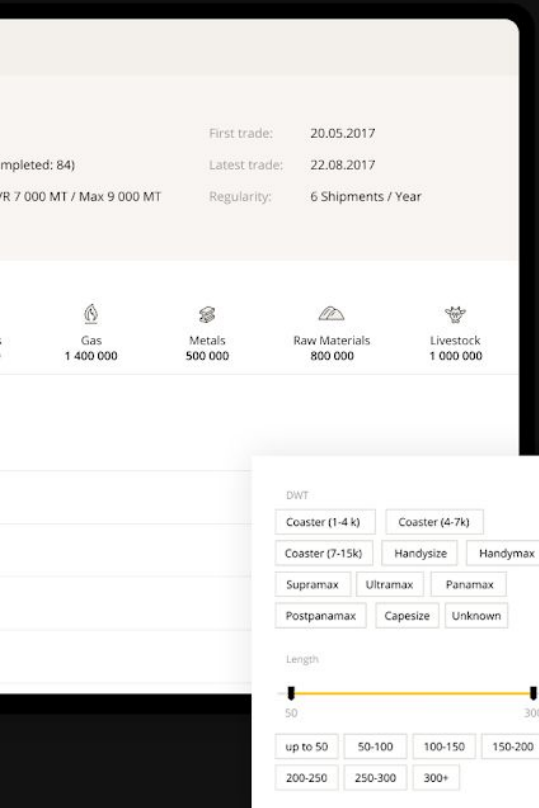 First trade: 20.05.2017
mpleted: 84) Latest trade: 22.08.2017
/R 7 000 MT / Max 9 000 MT Regularity: 6 Shipments / Year
Gas Metals Raw Materials Livestock
1 400 000 500 000 800 000 1 000 000
DWT
Coaster (1-4 k) Coaster (4-7k)
Coaster (7-15k) Handysize Handymax
Supramax Ultramax Panamax
Postpanamax Capesize Unknown
Length
50 300
up to 50 50-100 100-150 150-200
200-250 250-300 300+